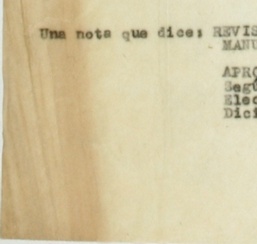 Una nota que dice: REVIS
MANU
APRO
Segú
Elec
Dici